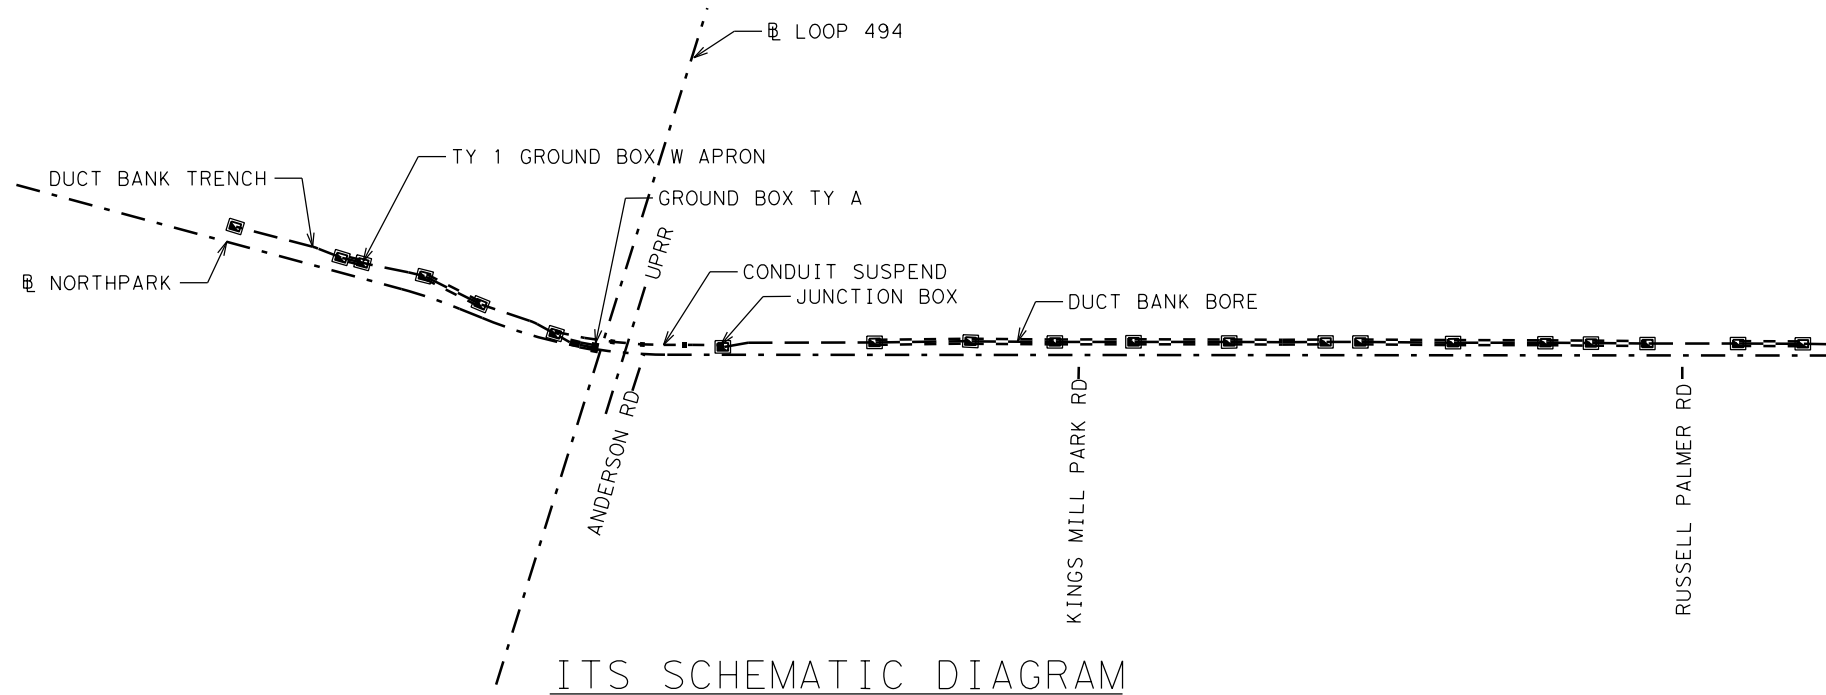 ℄ LOOP 494
TY 1 GROUND BOX W APRON
DUCT BANK TRENCH
GROUND BOX TY A
UPRR
CONDUIT SUSPEND
℄ NORTHPARK
JUNCTION BOX
DUCT BANK BORE
ANDERSON RD
KINGS MILL PARK RD
RUSSELL PALMER RD
ITS SCHEMATIC DIAGRAM